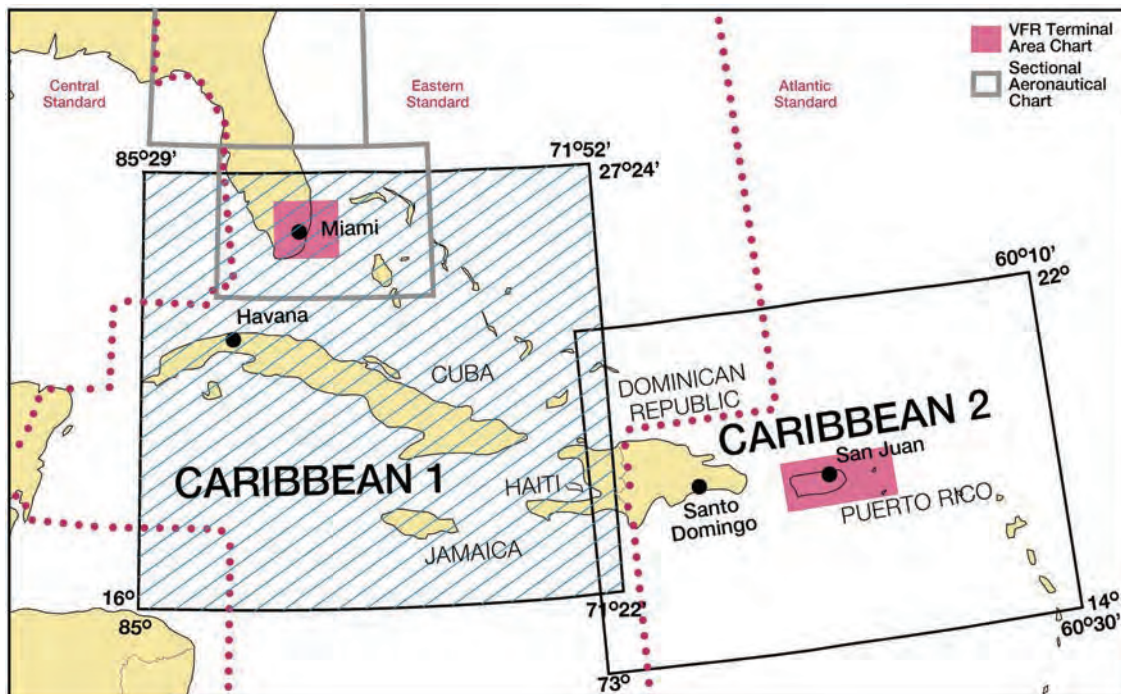 VFR Terminal
Area Chart
Sectional
Aeronautical
Chart
Central
Standard
Eastern
Standard
Atlantic
Standard
85°29'
71°52'
27°24'
Miami
60°10'
22°
Havana
CUBA
DOMINICAN
REPUBLIC
CARIBBEAN 2
San Juan
CARIBBEAN 1
HAITI
Santo
Domingo
PUERTO RICO
JAMAICA
16°
85°
71°22'
14°
60°30'
73°